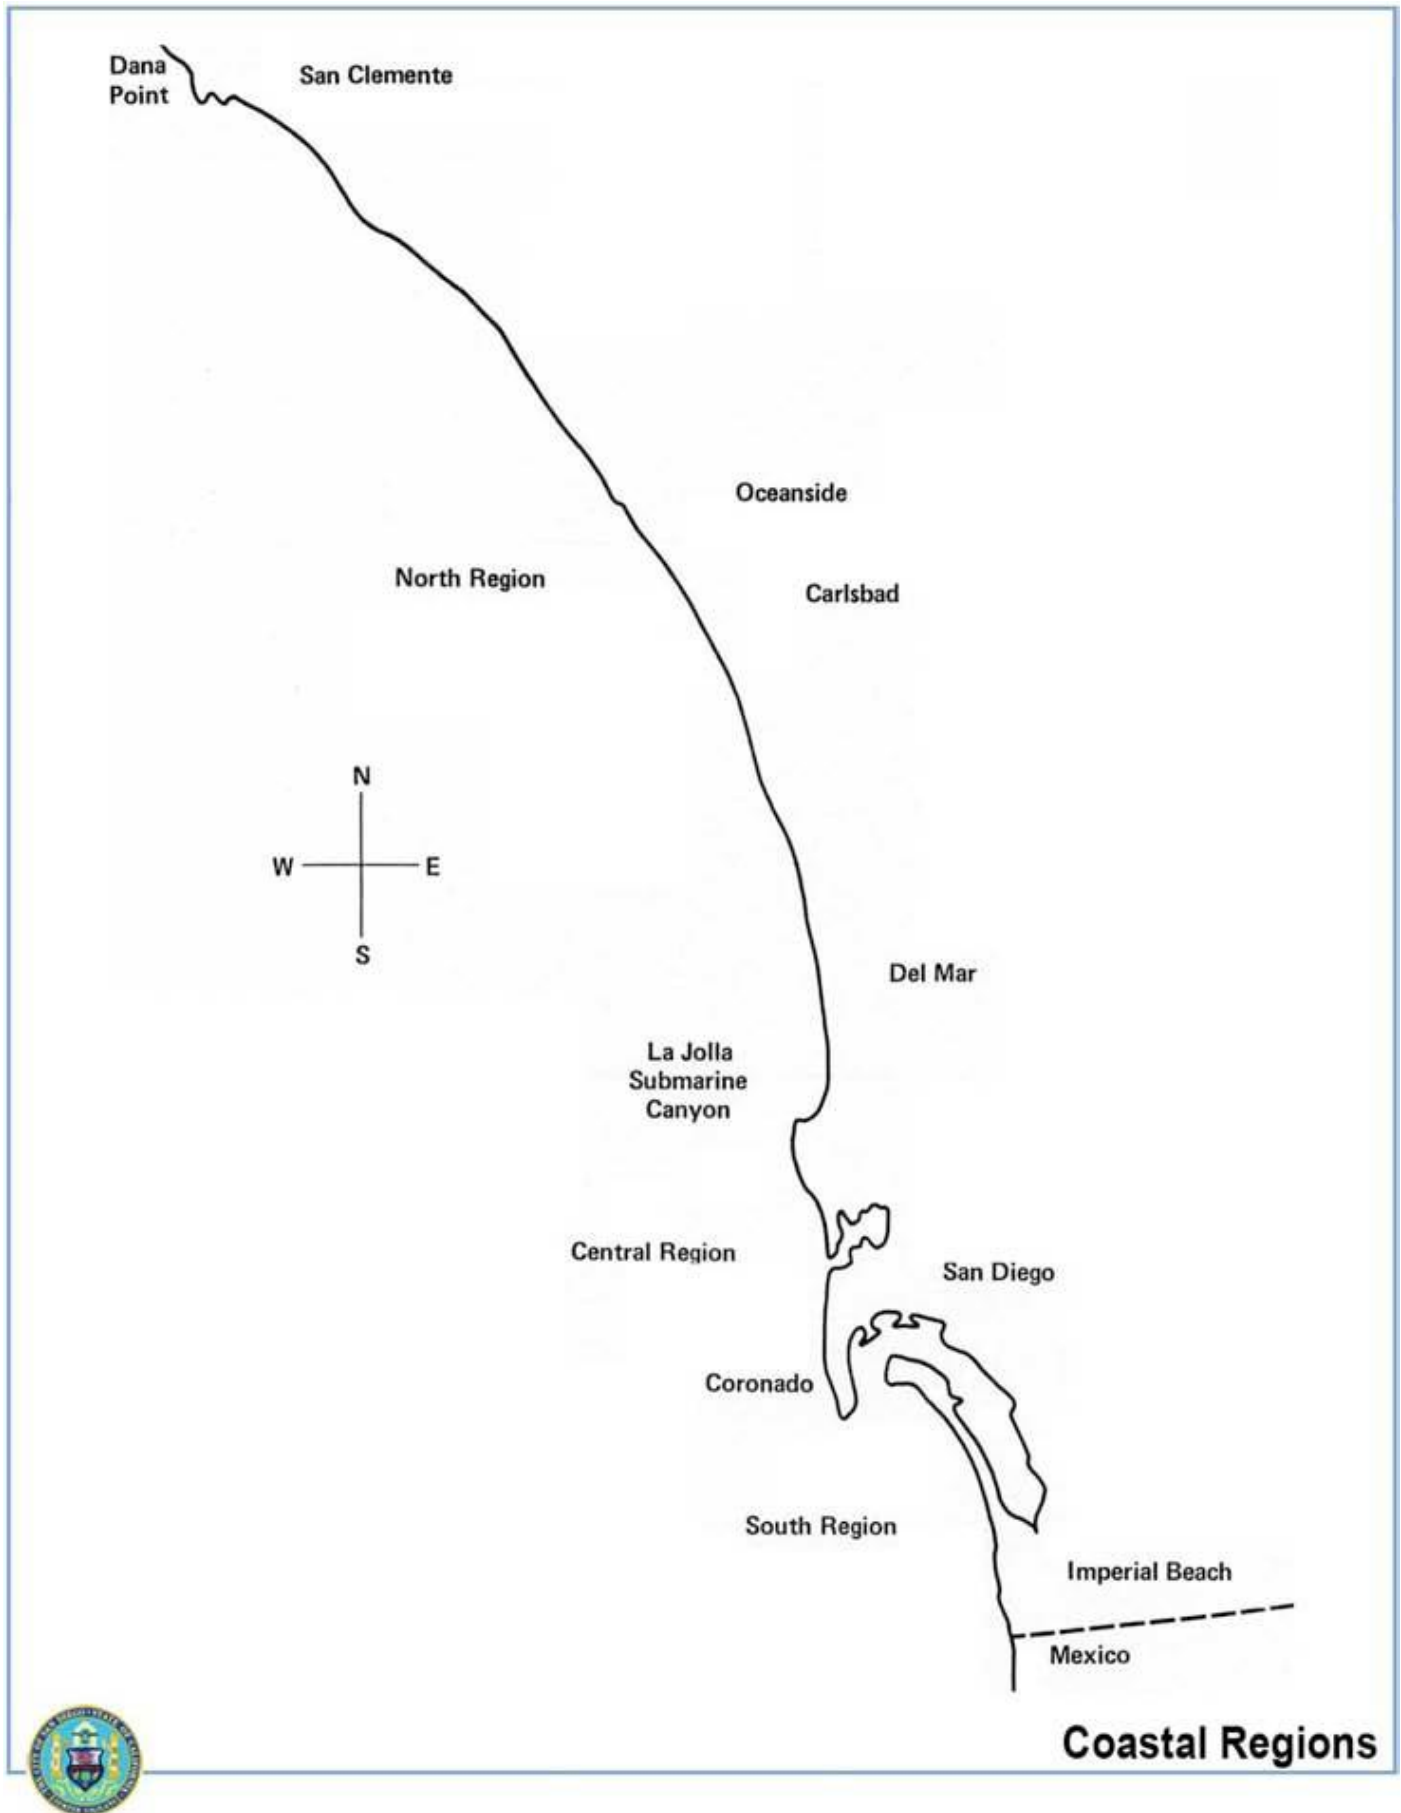 Dana
Point
San Clemente
Oceanside
North Region
Carlsbad
N
W
E
S
Del Mar
La Jolla
Submarine
Canyon
Central Region
San Diego
Coronado
South Region
Imperial Beach
Mexico
Coastal Regions